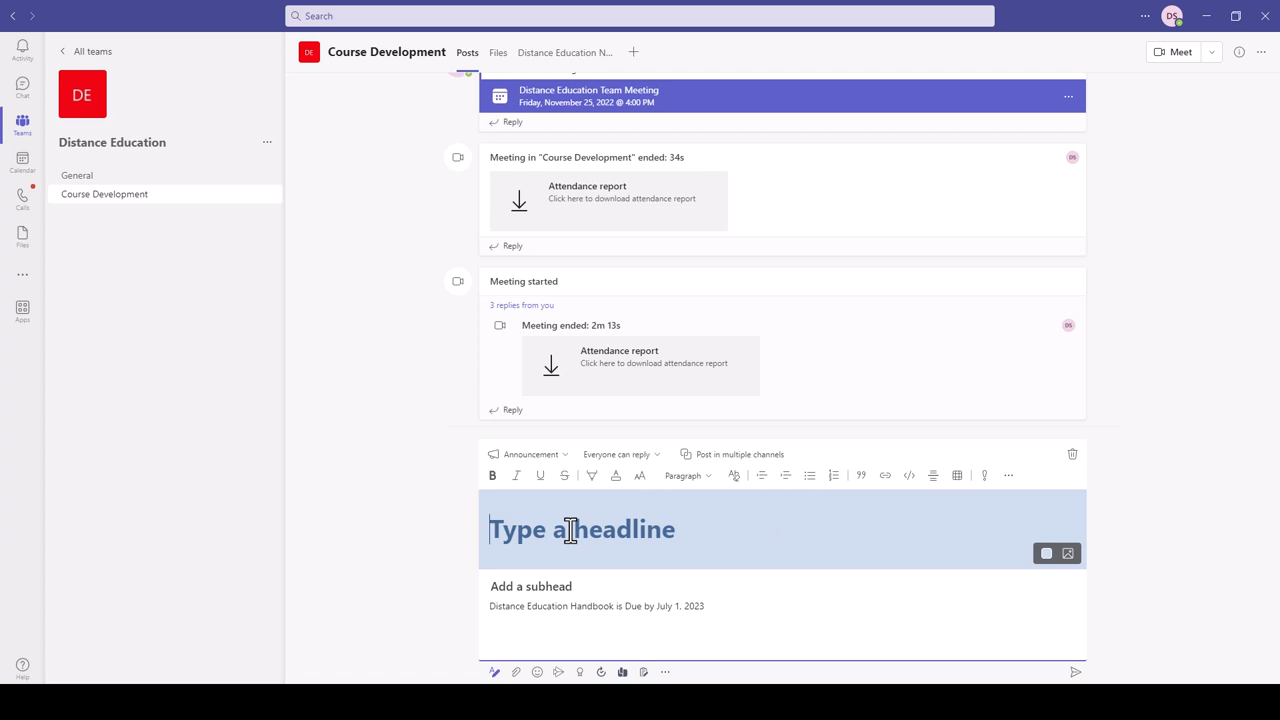 Search
DS
Activity
Chat
Teams
Calendar
Calls
Files
Apps
Help
All teams
DE
Distance Education
General
Course Development
DE
Course Development
Posts
Files
Distance Education N...
Meet
Distance Education Team Meeting
Friday, November 25, 2022 @ 4:00 PM
Reply
Meeting in "Course Development" ended: 34s
DS
Attendance report
Click here to download attendance report
Reply
Meeting started
3 replies from you
Meeting ended: 2m 13s
DS
Attendance report
Click here to download attendance report
Reply
Announcement
Everyone can reply
Post in multiple channels
Paragraph
Type a headline
Add a subhead
Distance Education Handbook is Due by July 1, 2023